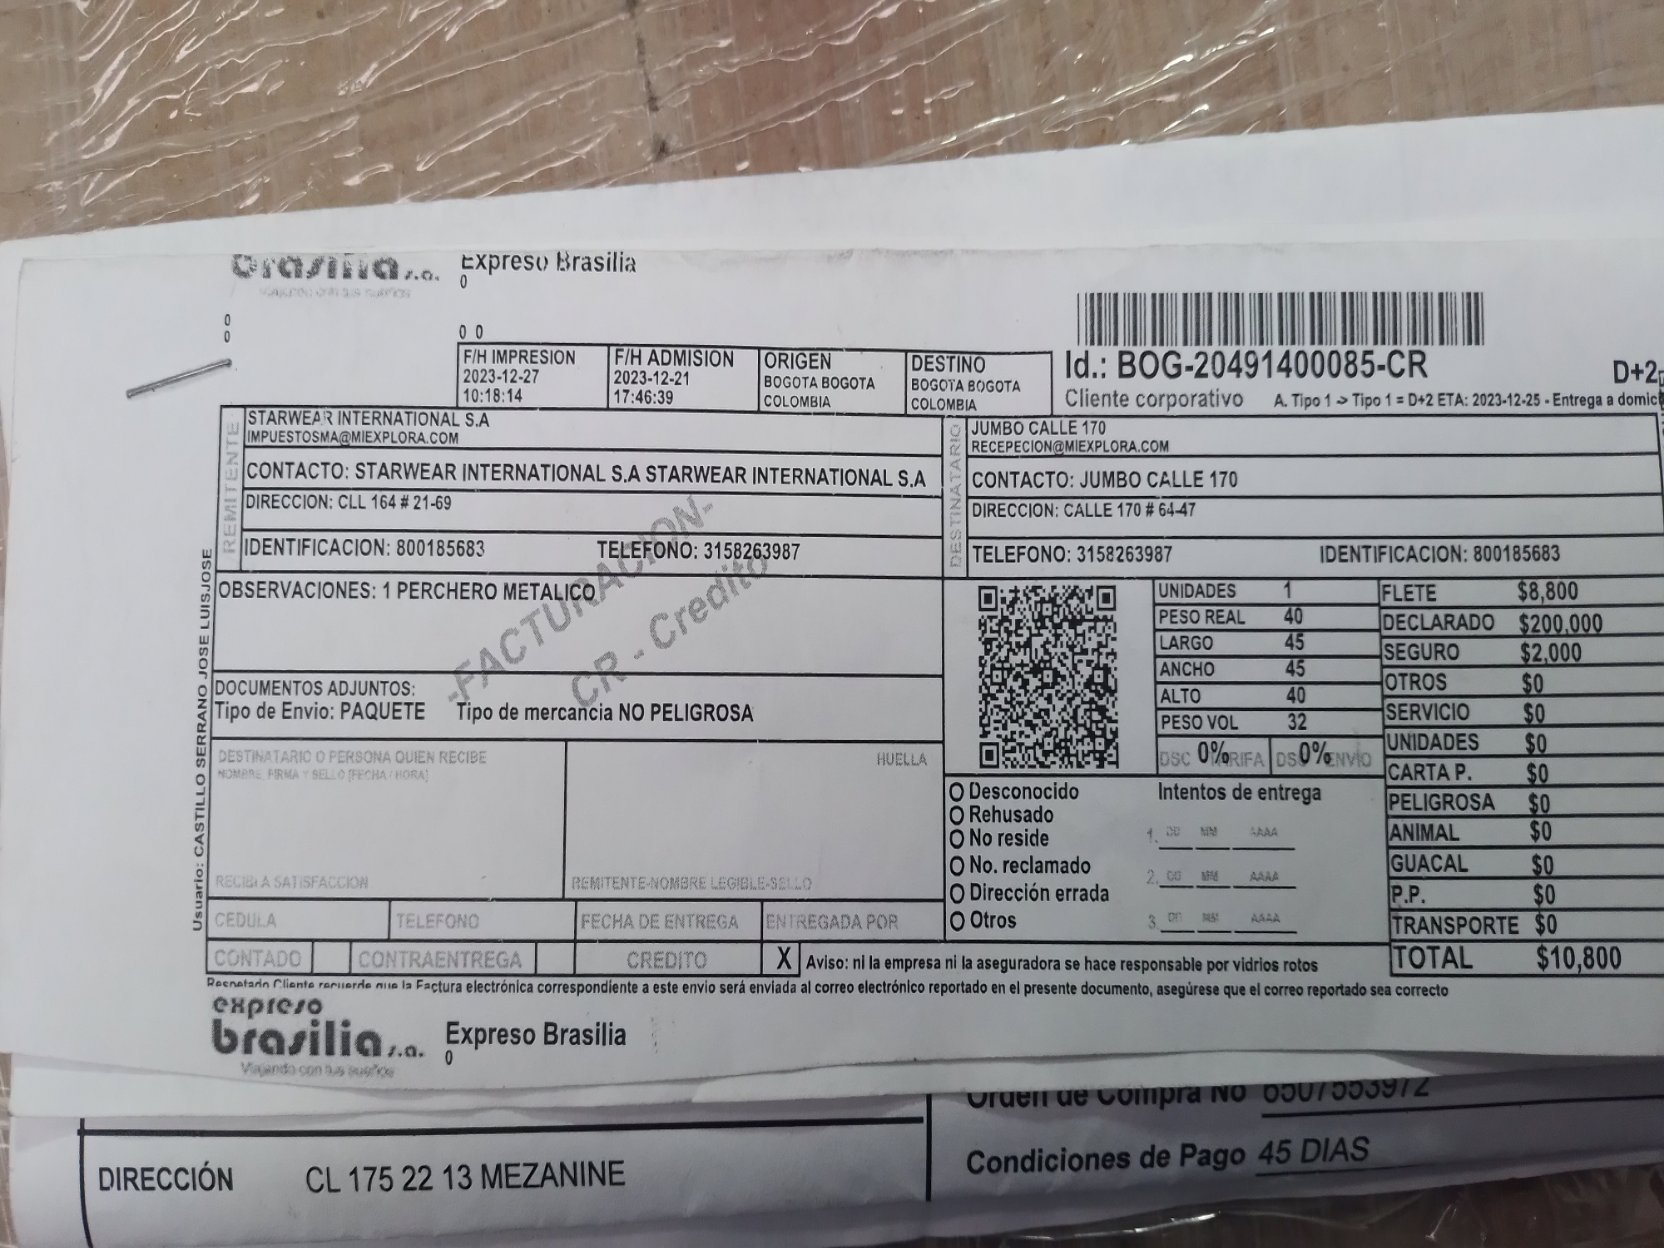 brasilia s.a.
Expreso Brasilia
0
0
0
0 0
F/H IMPRESION
2023-12-27
10:18:14
F/H ADMISION
2023-12-21
17:46:39
ORIGEN
BOGOTA BOGOTA
COLOMBIA
DESTINO
BOGOTA BOGOTA
COLOMBIA
Id.: BOG-20491400085-CR
D+2
Cliente corporativo A. Tipo 1 -> Tipo 1 = D+2 ETA: 2023-12-25 - Entrega a domic
REMITENTE
STARWEAR INTERNATIONAL S.A
IMPUESTOSMA@MIEXPLORA.COM
CONTACTO: STARWEAR INTERNATIONAL S.A STARWEAR INTERNATIONAL S.A
DIRECCION: CLL 164 # 21-69
IDENTIFICACION: 800185683 TELEFONO: 3158263987
DESTINATARIO
JUMBO CALLE 170
RECEPECION@MIEXPLORA.COM
CONTACTO: JUMBO CALLE 170
DIRECCION: CALLE 170 # 64-47
TELEFONO: 3158263987 IDENTIFICACION: 800185683
Usuario: CASTILLO SERRANO JOSE LUISJOSE
OBSERVACIONES: 1 PERCHERO METALICO
-FACTURACION-
CR - Credito
DOCUMENTOS ADJUNTOS:
Tipo de Envio: PAQUETE Tipo de mercancia NO PELIGROSA
UNIDADES 1
PESO REAL 40
LARGO 45
ANCHO 45
ALTO 40
PESO VOL 32
DSC 0% TARIFA DSC 0% ENVIO
FLETE $8,800
DECLARADO $200,000
SEGURO $2,000
OTROS $0
SERVICIO $0
UNIDADES $0
CARTA P. $0
PELIGROSA $0
ANIMAL $0
GUACAL $0
P.P. $0
TRANSPORTE $0
TOTAL $10,800
DESTINATARIO O PERSONA QUIEN RECIBE
NOMBRE FIRMA Y SELLO (FECHA / HORA)
HUELLA
RECIBI A SATISFACCION
REMITENTE-NOMBRE LEGIBLE-SELLO
Desconocido
Rehusado
No reside
No. reclamado
Dirección errada
Otros
Intentos de entrega
1. DD MM AAAA
2. DD MM AAAA
3. DD MM AAAA
CEDULA TELEFONO FECHA DE ENTREGA ENTREGADA POR
CONTADO CONTRAENTREGA CREDITO X Aviso: ni la empresa ni la aseguradora se hace responsable por vidrios rotos
Respetado Cliente recuerde que la Factura electrónica correspondiente a este envio será enviada al correo electrónico reportado en el presente documento, asegúrese que el correo reportado sea correcto
expreso
brasilia s.a.
Viajando con tus sueños
Expreso Brasilia
0
Orden de Compra No 6507553972
DIRECCIÓN CL 175 22 13 MEZANINE
Condiciones de Pago 45 DIAS